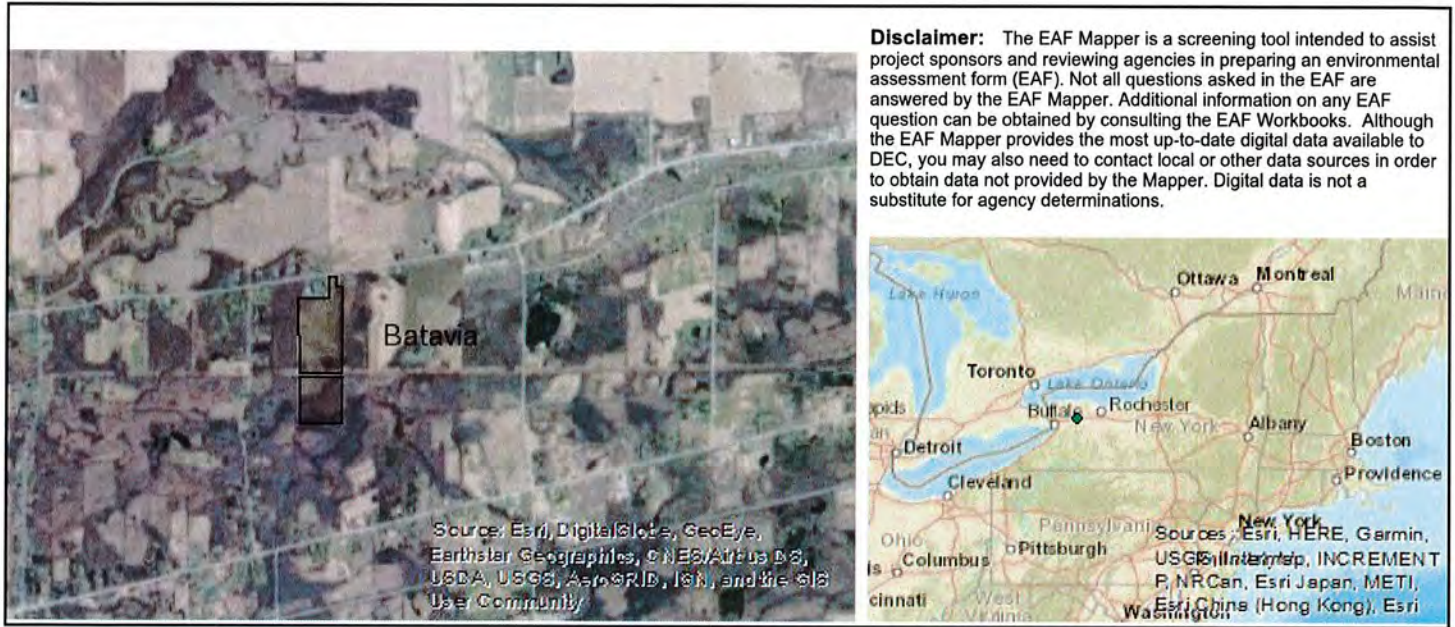 Disclaimer: The EAF Mapper is a screening tool intended to assist
project sponsors and reviewing agencies in preparing an environmental
assessment form (EAF). Not all questions asked in the EAF are
answered by the EAF Mapper. Additional information on any EAF
question can be obtained by consulting the EAF Workbooks. Although
the EAF Mapper provides the most up-to-date digital data available to
DEC, you may also need to contact local or other data sources in order
to obtain data not provided by the Mapper. Digital data is not a
substitute for agency determinations.
Batavia
Source: Esri, DigitalGlobe, GeoEye,
Earthstar Geographics, CNES/Airbus DS,
USDA, USGS, AeroGRID, IGN, and the GIS
User Community
Ottawa
Montreal
Lake Huron
Toronto
Lake Ontario
Buffalo
Rochester
New York
Albany
Detroit
Boston
Providence
Cleveland
Pennsylvania
New York
Ohio
Pittsburgh
Columbus
cinnati
West
Virginia
Washington
Sources: Esri, HERE, Garmin,
USGS, Intermap, INCREMENT
P, NRCan, Esri Japan, METI,
Esri China (Hong Kong), Esri